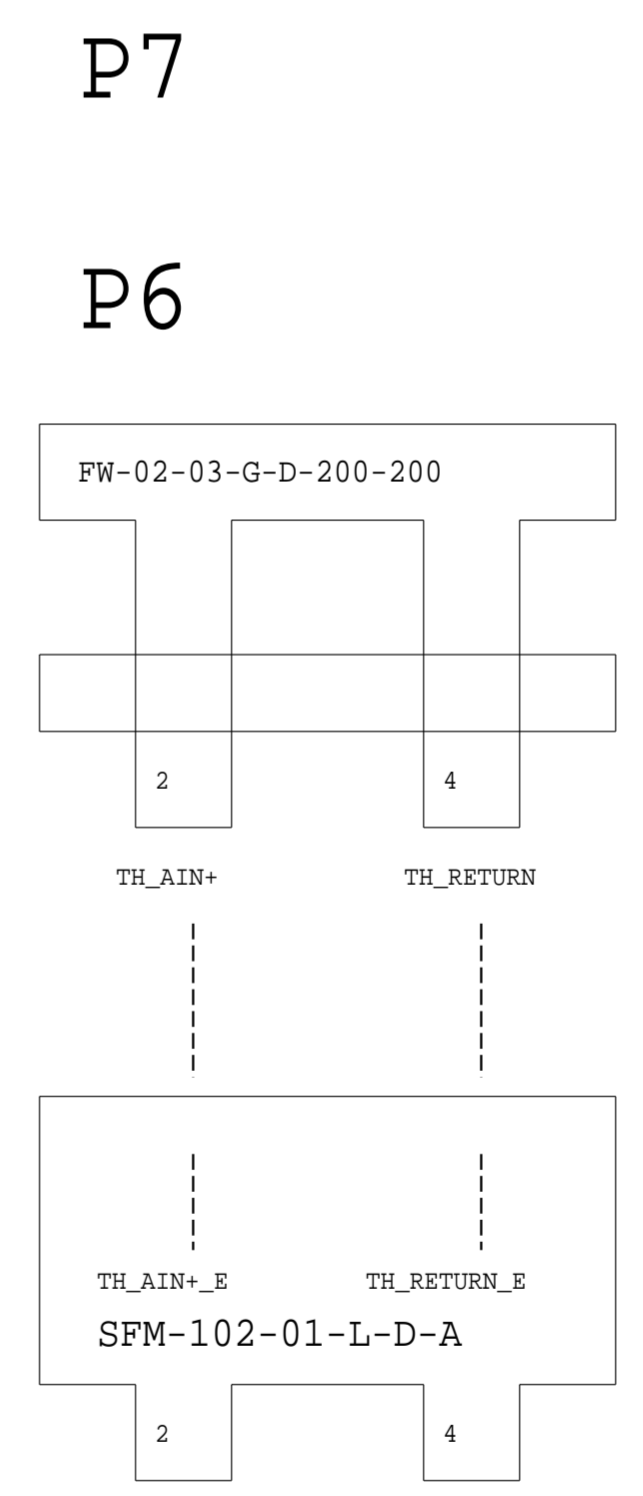 P7
P6
FW-02-03-G-D-200-200
2 4
TH_AIN+ TH_RETURN
TH_AIN+_E TH_RETURN_E
SFM-102-01-L-D-A
2 4